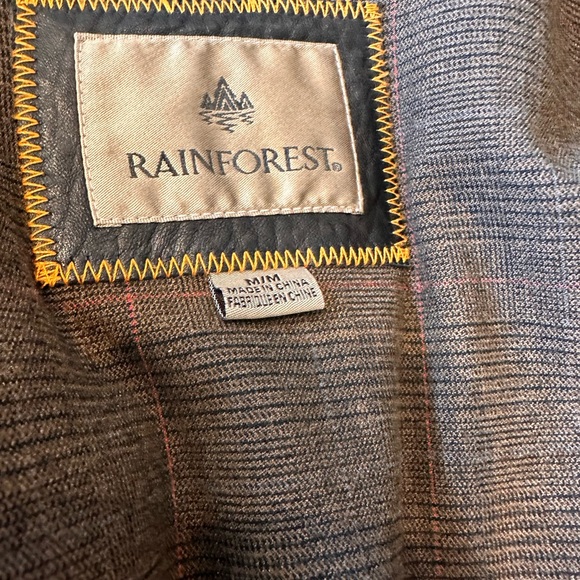 RAINFOREST®
M/M
MADE IN CHINA
FABRIQUE EN CHINE